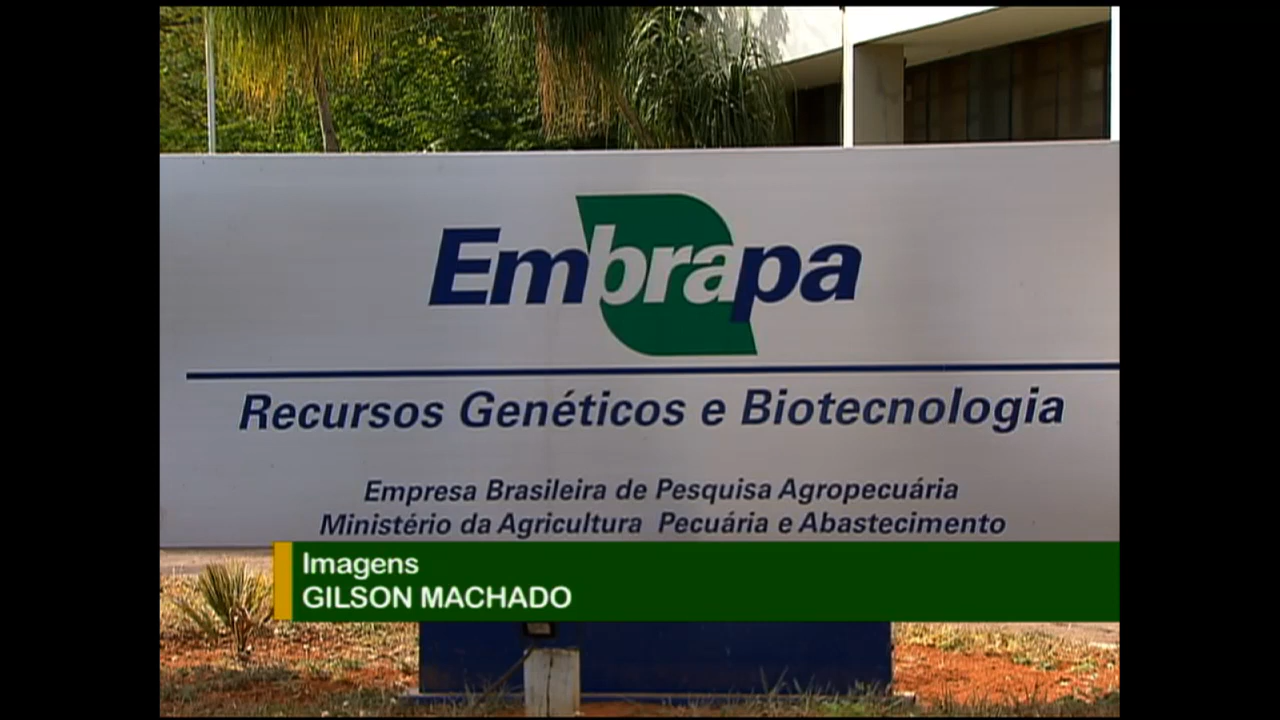 Embrapa
Recursos Genéticos e Biotecnologia
Empresa Brasileira de Pesquisa Agropecuária
Ministério da Agricultura Pecuária e Abastecimento
Imagens
GILSON MACHADO